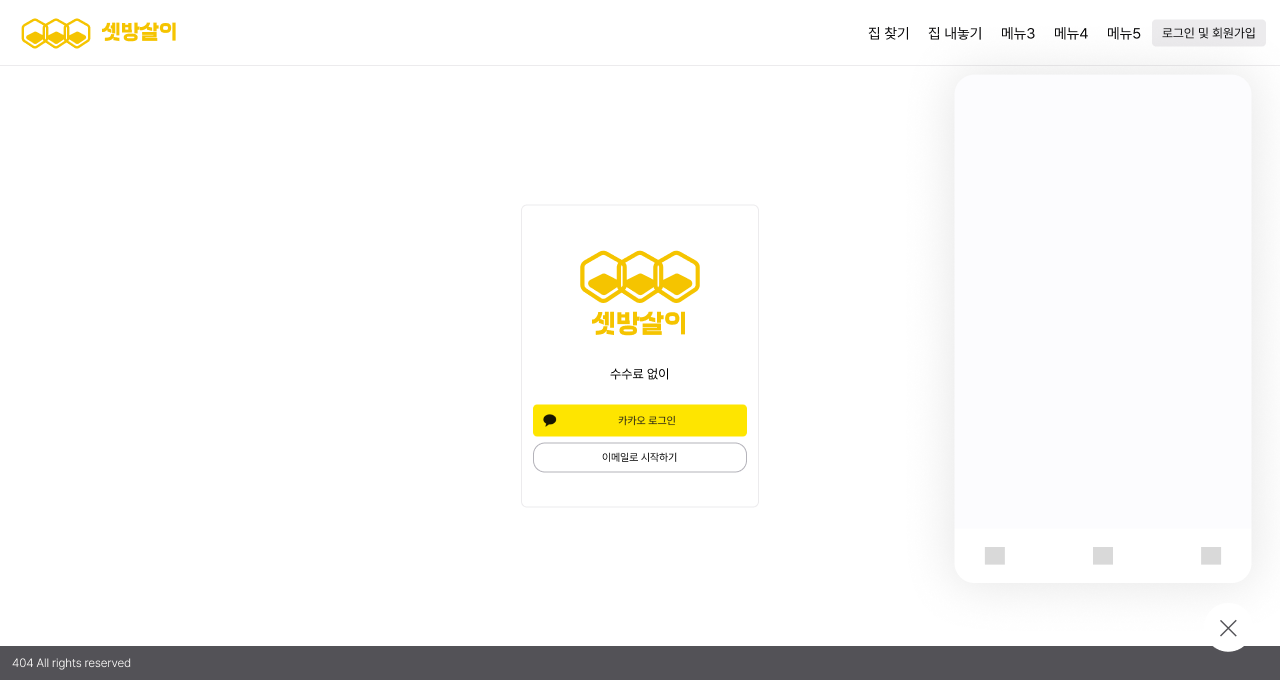 셋방살이
집 찾기
집 내놓기
메뉴3
메뉴4
메뉴5
로그인 및 회원가입
셋방살이
수수료 없이
카카오 로그인
이메일로 시작하기
404 All rights reserved